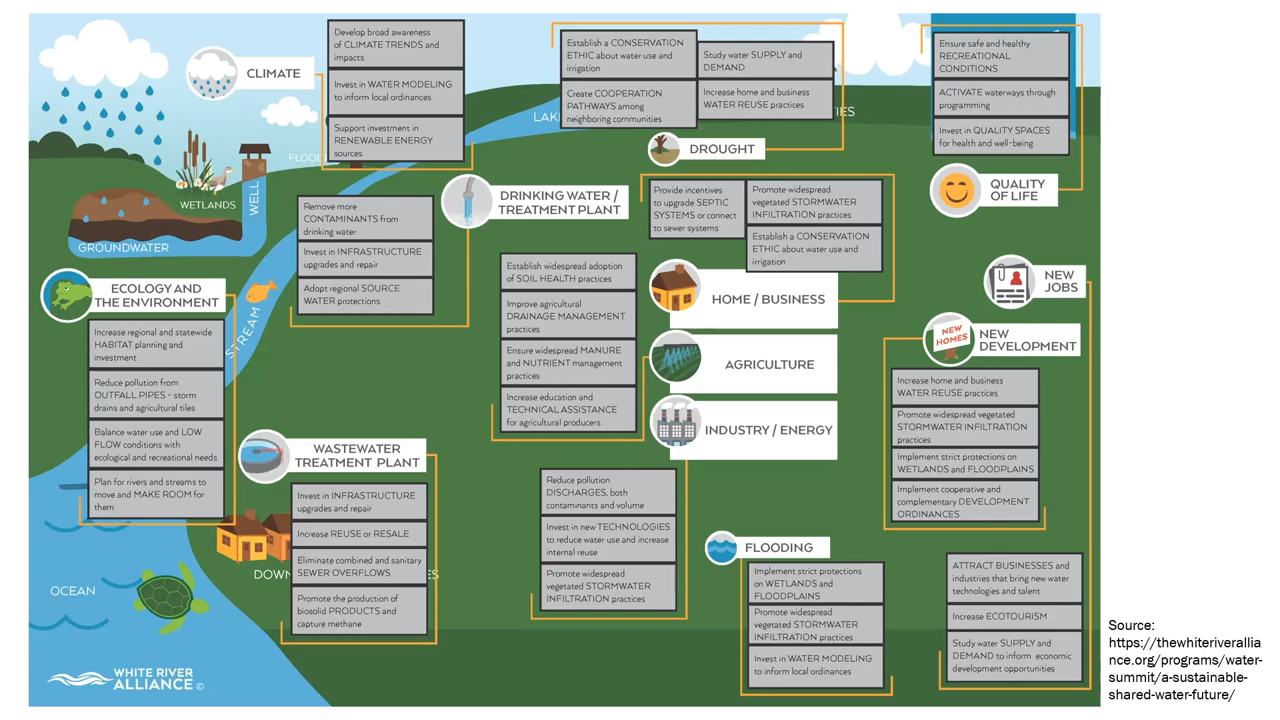 Develop broad awareness
of CLIMATE TRENDS and
impacts
CLIMATE
Invest in WATER MODELING
to inform local ordinances
Support investment in
RENEWABLE ENERGY
sources
FLOOD
Establish a CONSERVATION
ETHIC about water use and
irrigation
Create COOPERATION
PATHWAYS among
neighboring communities
Study water SUPPLY and
DEMAND
Increase home and business
WATER REUSE practices
LAK
TIES
DROUGHT
Ensure safe and healthy
RECREATIONAL
CONDITIONS
ACTIVATE waterways through
programming
Invest in QUALITY SPACES
for health and well-being
QUALITY
OF LIFE
WETLANDS
WELL
GROUNDWATER
DRINKING WATER /
TREATMENT PLANT
Remove more
CONTAMINANTS from
drinking water
Invest in INFRASTRUCTURE
upgrades and repair
Adopt regional SOURCE
WATER protections
Provide incentives
to upgrade SEPTIC
SYSTEMS or connect
to sewer systems
Promote widespread
vegetated STORMWATER
INFILTRATION practices
Establish a CONSERVATION
ETHIC about water use and
irrigation
HOME / BUSINESS
ECOLOGY AND
THE ENVIRONMENT
Increase regional and statewide
HABITAT planning and
investment
Reduce pollution from
OUTFALL PIPES - storm
drains and agricultural tiles
Balance water use and LOW
FLOW conditions with
ecological and recreational needs
Plan for rivers and streams to
move and MAKE ROOM for
them
STREAM
Establish widespread adoption
of SOIL HEALTH practices
Improve agricultural
DRAINAGE MANAGEMENT
practices
Ensure widespread MANURE
and NUTRIENT management
practices
Increase education and
TECHNICAL ASSISTANCE
for agricultural producers
AGRICULTURE
INDUSTRY / ENERGY
NEW
JOBS
NEW
HOMES
NEW
DEVELOPMENT
Increase home and business
WATER REUSE practices
Promote widespread vegetated
STORMWATER INFILTRATION
practices
Implement strict protections on
WETLANDS and FLOODPLAINS
Implement cooperative and
complementary DEVELOPMENT
ORDINANCES
WASTEWATER
TREATMENT PLANT
Invest in INFRASTRUCTURE
upgrades and repair
Increase REUSE or RESALE
Eliminate combined and sanitary
SEWER OVERFLOWS
Promote the production of
biosolid PRODUCTS and
capture methane
DOWN
ES
Reduce pollution
DISCHARGES, both
contaminants and volume
Invest in new TECHNOLOGIES
to reduce water use and increase
internal reuse
Promote widespread
vegetated STORMWATER
INFILTRATION practices
FLOODING
Implement strict protections
on WETLANDS and
FLOODPLAINS
Promote widespread
vegetated STORMWATER
INFILTRATION practices
Invest in WATER MODELING
to inform local ordinances
ATTRACT BUSINESSES and
industries that bring new water
technologies and talent
Increase ECOTOURISM
Study water SUPPLY and
DEMAND to inform economic
development opportunities
OCEAN
WHITE RIVER
ALLIANCE ©
Source:
https://thewhiteriverallia
nce.org/programs/water-
summit/a-sustainable-
shared-water-future/